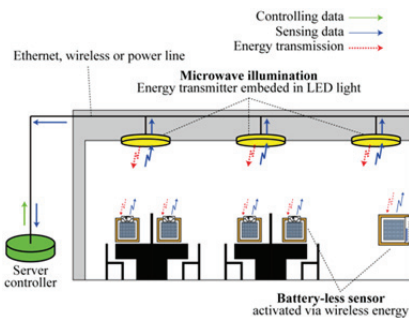 Controlling data
Sensing data
Energy transmission
Ethernet, wireless or power line
Microwave illumination
Energy transmitter embeded in LED light
Server
controller
Battery-less sensor
activated via wireless energy